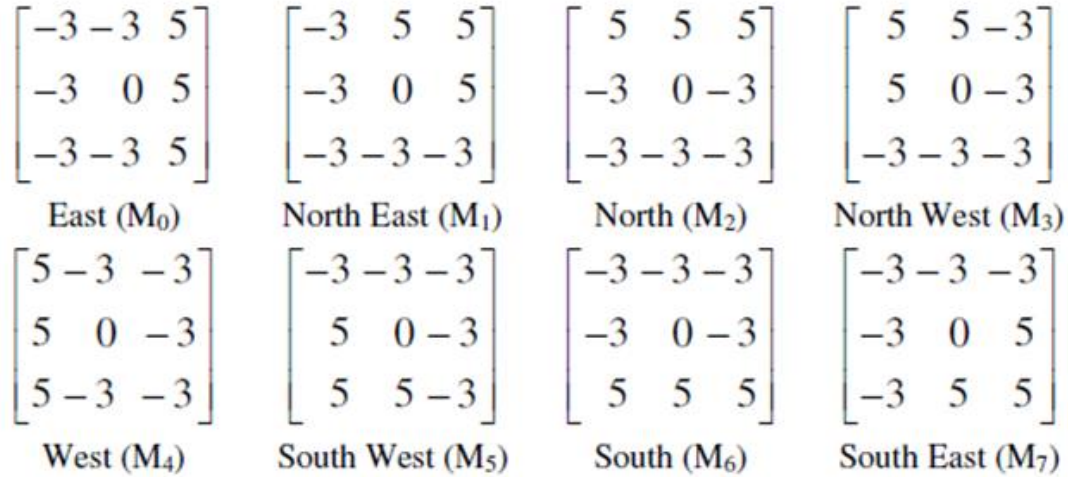 -3 -3 5 -3 5 5 5 5 5 5 5 -3
-3 0 5 -3 0 5 -3 0 -3 5 0 -3
-3 -3 5 -3 -3 -3 -3 -3 -3 -3 -3 -3
East (M₀) North East (M₁) North (M₂) North West (M₃)
5 -3 -3 -3 -3 -3 -3 -3 -3 -3 -3 -3
5 0 -3 5 0 -3 -3 0 -3 -3 0 5
5 -3 -3 5 5 -3 5 5 5 -3 5 5
West (M₄) South West (M₅) South (M₆) South East (M₇)